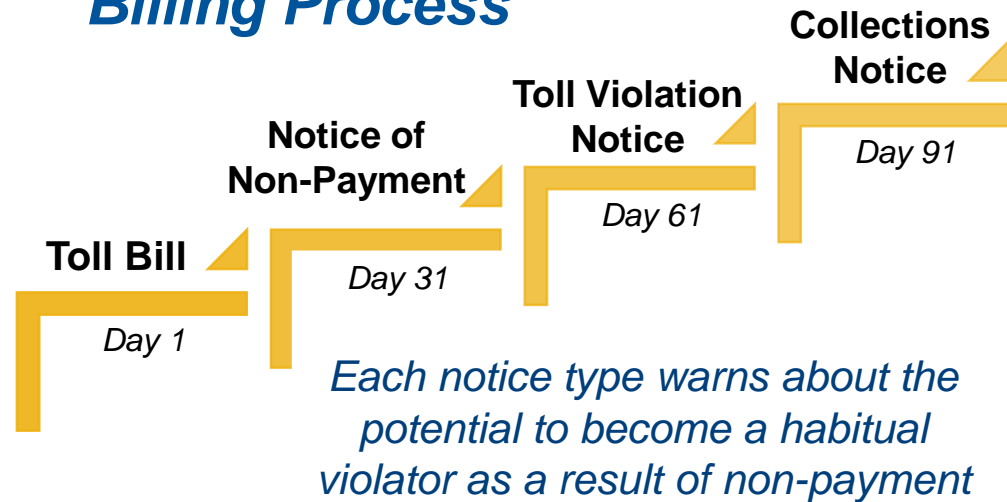 Billing Process
Toll Bill
Day 1
Notice of
Non-Payment
Day 31
Toll Violation
Notice
Day 61
Collections
Notice
Day 91
Each notice type warns about the
potential to become a habitual
violator as a result of non-payment